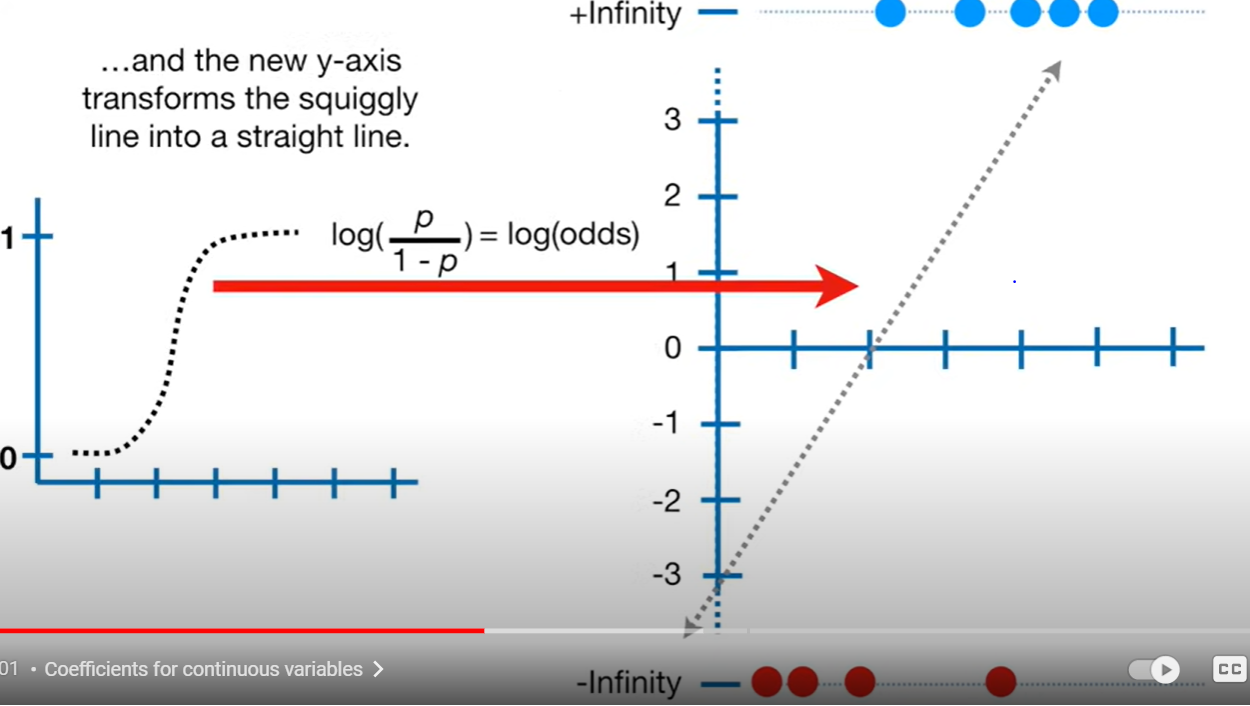 +Infinity
...and the new y-axis
transforms the squiggly
line into a straight line.
3
2
1
log(p/1 - p) = log(odds)
1
0
-1
0
-2
-3
01 • Coefficients for continuous variables >
CC
-Infinity